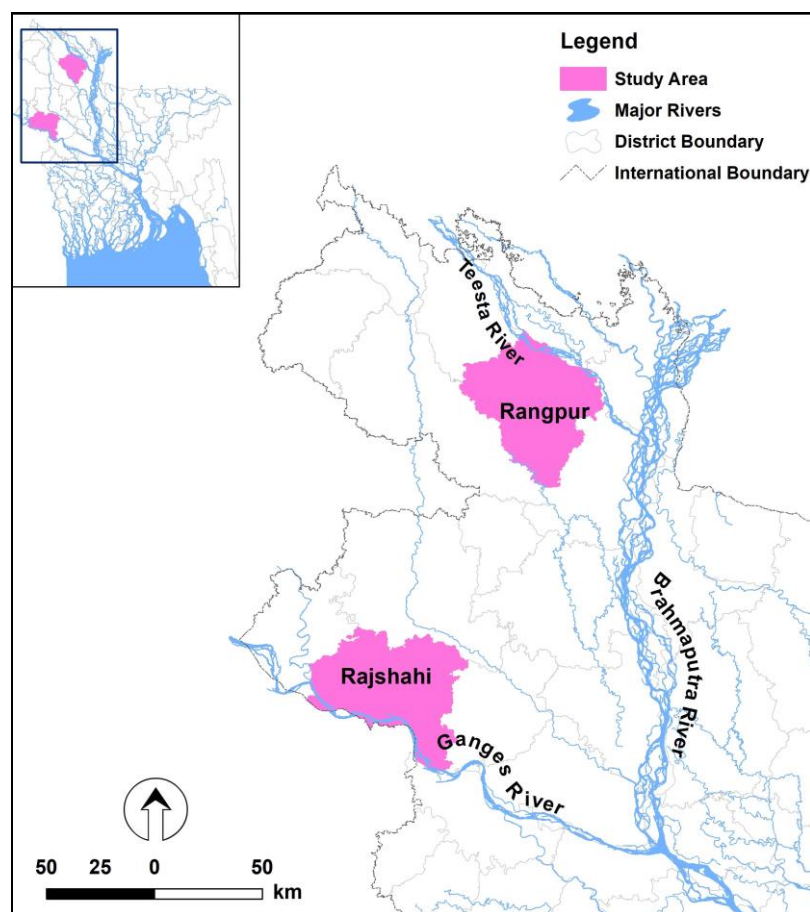 Legend
Study Area
Major Rivers
District Boundary
International Boundary
Teesta River
Rangpur
Brahmaputra River
Rajshahi
Ganges River
50 25 0 50
km